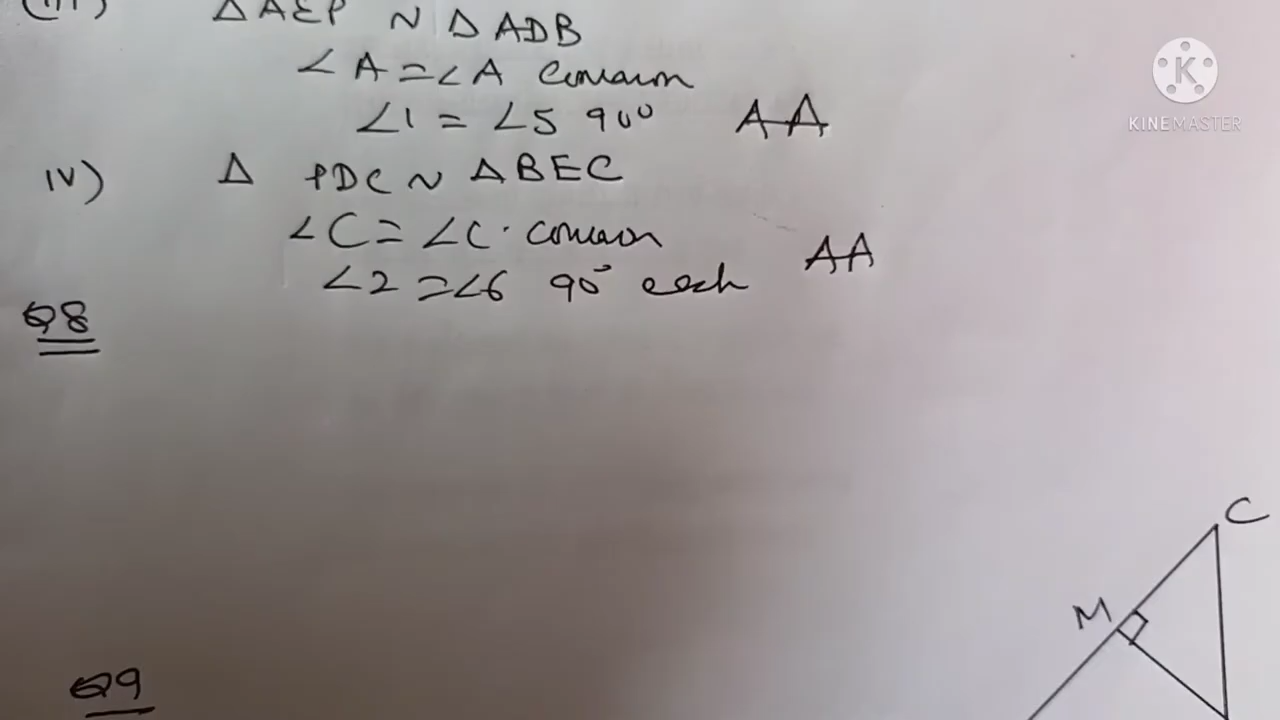 (iii) Δ AEP ~ Δ ADB
∠A = ∠A common
∠1 = ∠5 90° AA
iv) Δ PDC ~ Δ BEC
∠C = ∠C. common
∠2 = ∠6 90° each AA
Q8
C
M
Q9
K
KINEMASTER